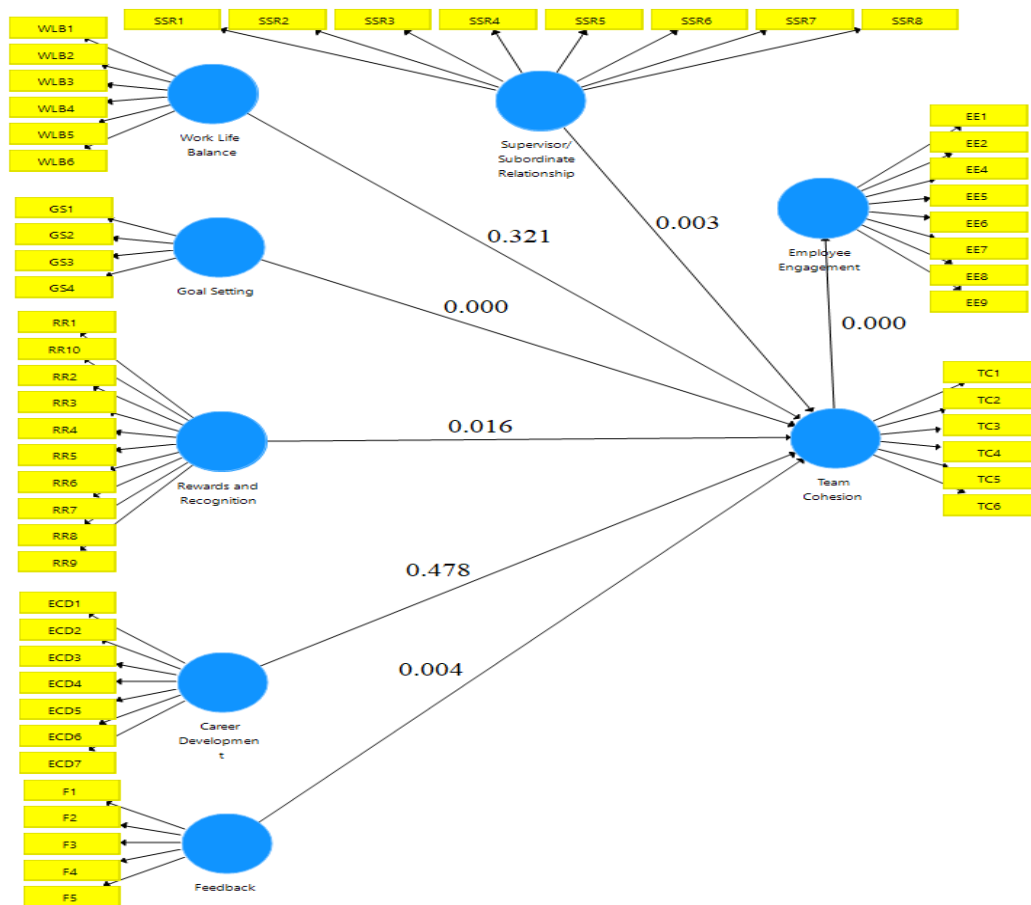 SSR1
SSR2
SSR3
SSR4
SSR5
SSR6
SSR7
SSR8
WLB1
WLB2
WLB3
WLB4
WLB5
WLB6
Work Life
Balance
Supervisor/
Subordinate
Relationship
EE1
EE2
EE4
EE5
EE6
EE7
EE8
EE9
Employee
Engagement
GS1
GS2
GS3
GS4
Goal Setting
0.321
0.003
0.000
0.000
RR1
RR10
RR2
RR3
RR4
RR5
RR6
RR7
RR8
RR9
Rewards and
Recognition
0.016
TC1
TC2
TC3
TC4
TC5
TC6
Team
Cohesion
0.478
0.004
ECD1
ECD2
ECD3
ECD4
ECD5
ECD6
ECD7
Career
Developmen
t
F1
F2
F3
F4
F5
Feedback